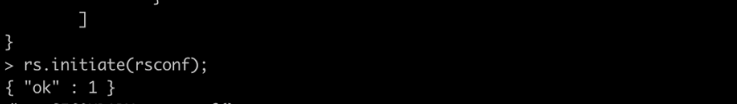 ]
}
> rs.initiate(rsconf);
{ "ok" : 1 }